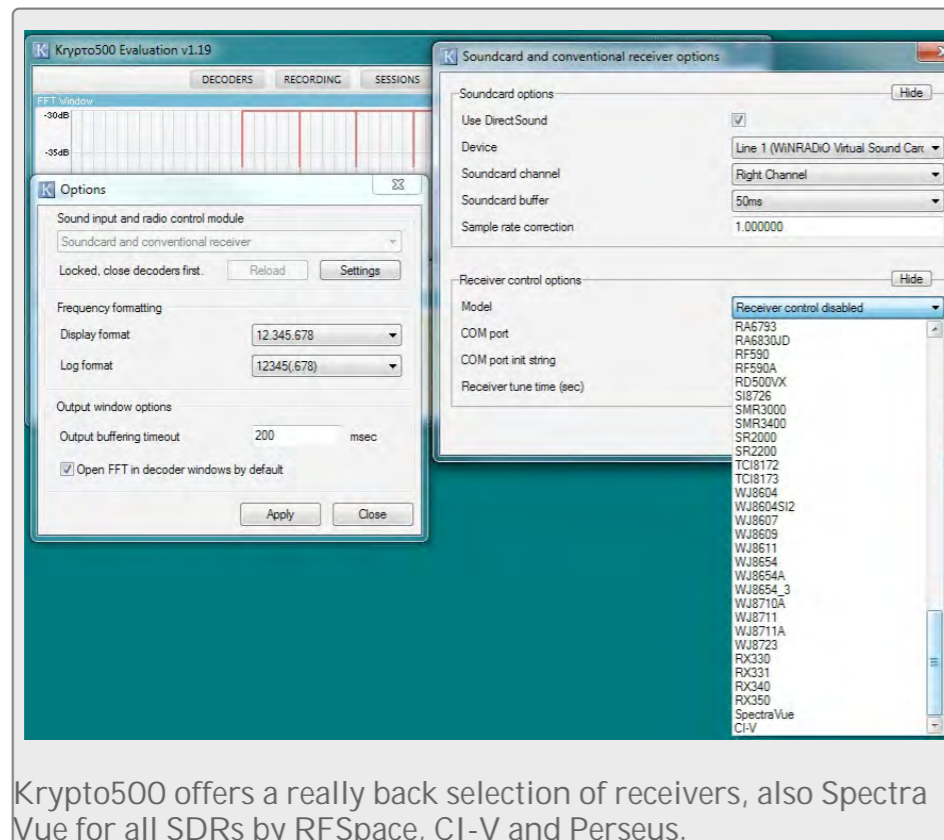 Krypto500 Evaluation v1.19
DECODERS RECORDING SESSIONS
FFT Window
-30dB
-35dB
Options
Sound input and radio control module
Soundcard and conventional receiver
Locked, close decoders first. Reload Settings
Frequency formatting
Display format 12.345.678
Log format 12345(.678)
Output window options
Output buffering timeout 200 msec
Open FFT in decoder windows by default
Apply Close
Soundcard and conventional receiver options
Soundcard options Hide
Use DirectSound
Device Line 1 (WiNRADiO Virtual Sound Carc
Soundcard channel Right Channel
Soundcard buffer 50ms
Sample rate correction 1.000000
Receiver control options Hide
Model Receiver control disabled
COM port
COM port init string
Receiver tune time (sec)
RA6793
RA6830JD
RF590
RF590A
RD500VX
SI8726
SMR3000
SMR3400
SR2000
SR2200
TCI8172
TCI8173
WJ8604
WJ8604SI2
WJ8607
WJ8609
WJ8611
WJ8654
WJ8654A
WJ8654_3
WJ8710A
WJ8711
WJ8711A
WJ8723
RX330
RX331
RX340
RX350
SpectraVue
CI-V
Krypto500 offers a really back selection of receivers, also Spectra
Vue for all SDRs by RFSpace, CI-V and Perseus.